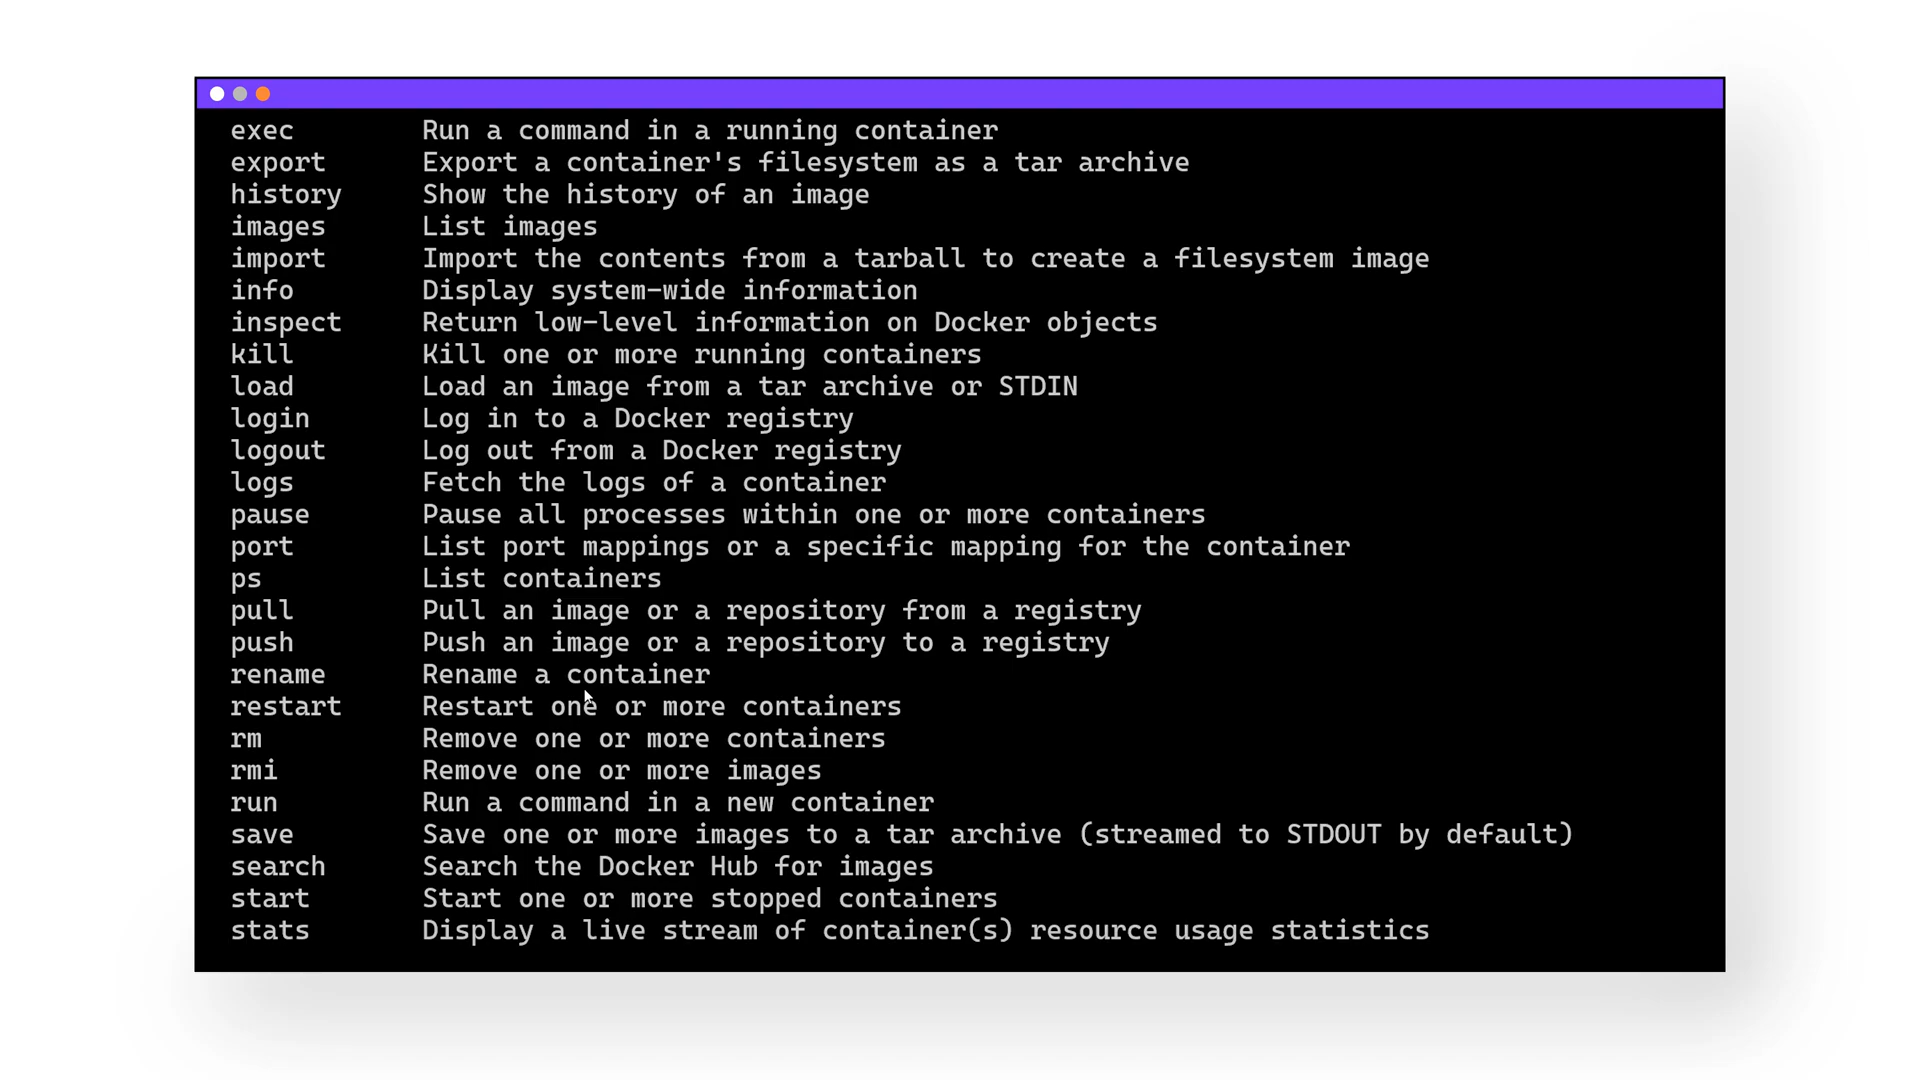 exec        Run a command in a running container
export      Export a container's filesystem as a tar archive
history     Show the history of an image
images      List images
import      Import the contents from a tarball to create a filesystem image
info        Display system-wide information
inspect     Return low-level information on Docker objects
kill        Kill one or more running containers
load        Load an image from a tar archive or STDIN
login       Log in to a Docker registry
logout      Log out from a Docker registry
logs        Fetch the logs of a container
pause       Pause all processes within one or more containers
port        List port mappings or a specific mapping for the container
ps          List containers
pull        Pull an image or a repository from a registry
push        Push an image or a repository to a registry
rename      Rename a container
restart     Restart one or more containers
rm          Remove one or more containers
rmi         Remove one or more images
run         Run a command in a new container
save        Save one or more images to a tar archive (streamed to STDOUT by default)
search      Search the Docker Hub for images
start       Start one or more stopped containers
stats       Display a live stream of container(s) resource usage statistics